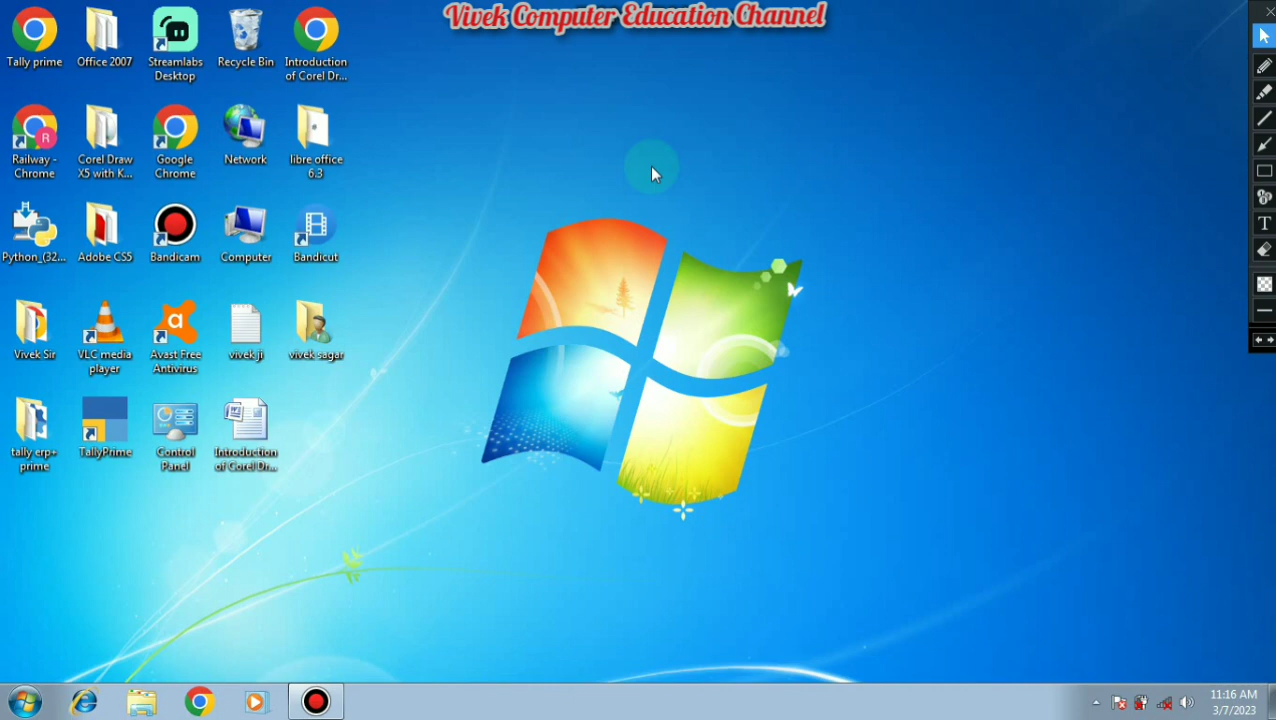 Vivek Computer Education Channel
Tally prime
Office 2007
Streamlabs
Desktop
Recycle Bin
Introduction
of Corel Dr...
Railway -
Chrome
Corel Draw
X5 with K...
Google
Chrome
Network
libre office
6.3
Python_(32...
Adobe CS5
Bandicam
Computer
Bandicut
Vivek Sir
VLC media
player
Avast Free
Antivirus
vivek ji
vivek sagar
tally erp+
prime
TallyPrime
Control
Panel
Introduction
of Corel Dr...
11:16 AM
3/7/2023